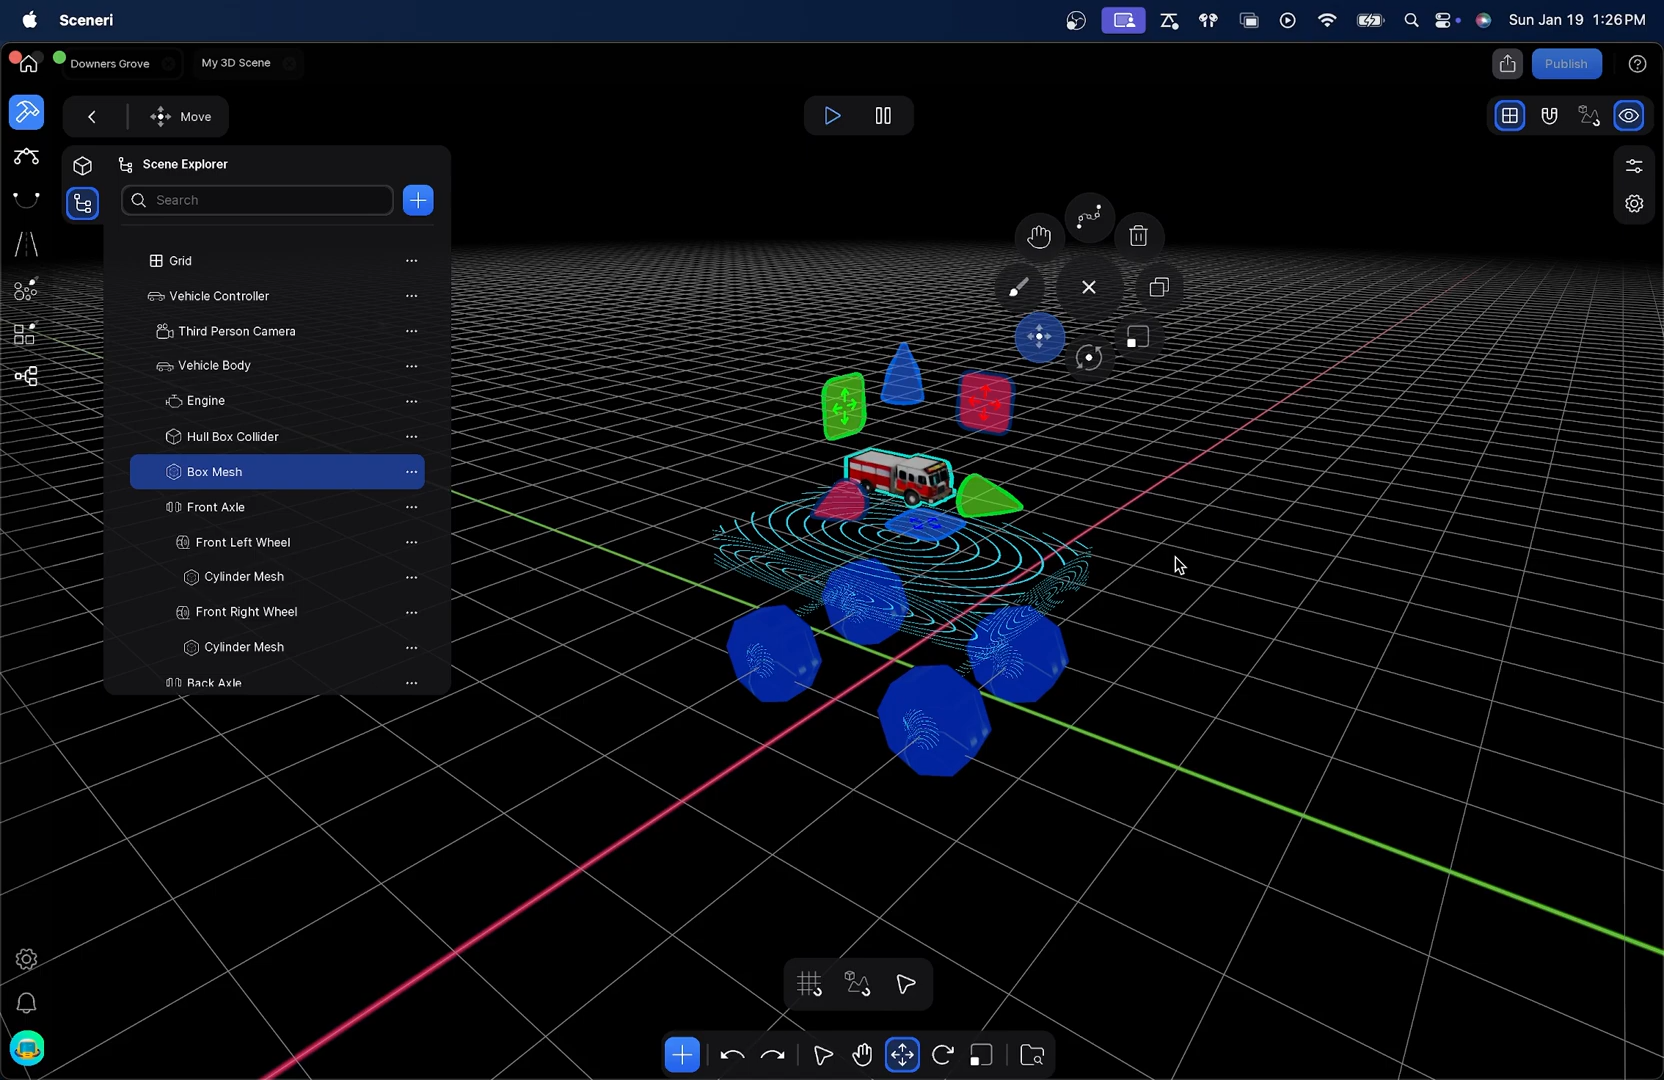 Sceneri
Sun Jan 19 1:26 PM
Downers Grove
My 3D Scene
Publish
Move
Scene Explorer
Search
Grid
Vehicle Controller
Third Person Camera
Vehicle Body
Engine
Hull Box Collider
Box Mesh
Front Axle
Front Left Wheel
Cylinder Mesh
Front Right Wheel
Cylinder Mesh
Back Axle